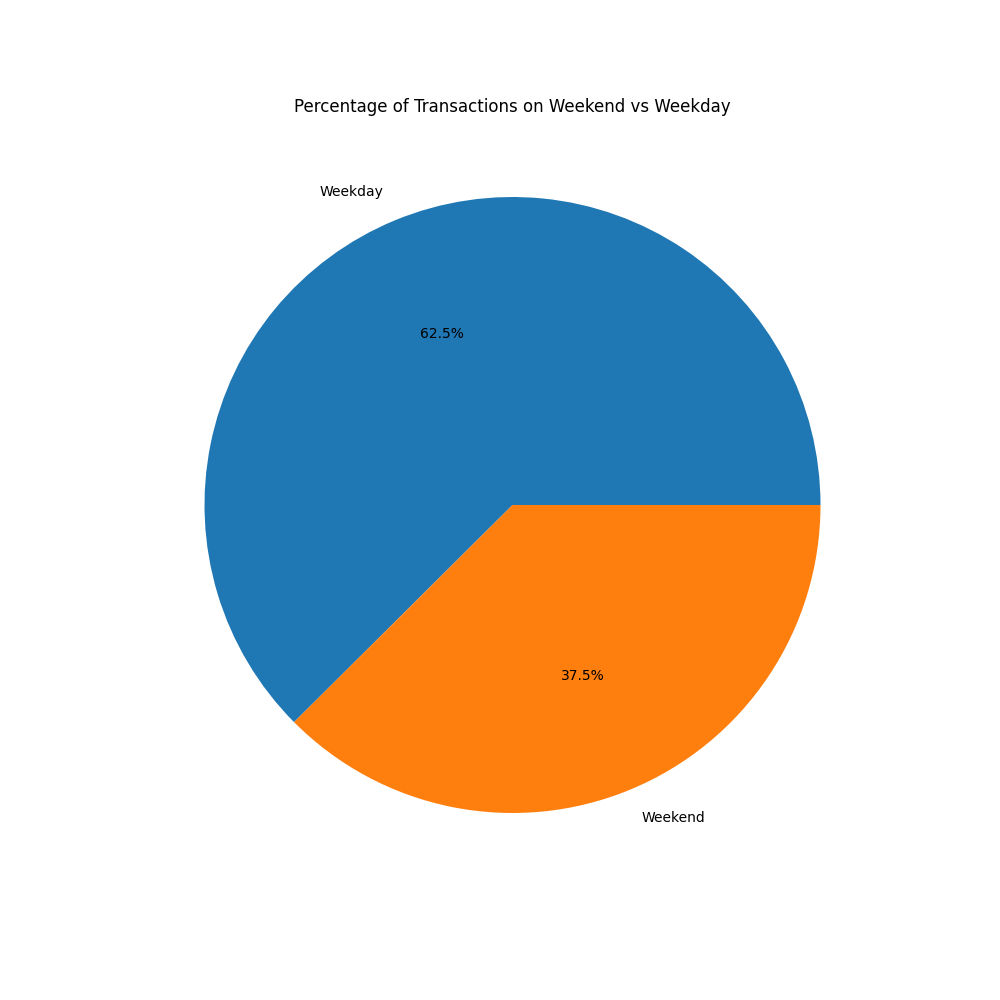 Percentage of Transactions on Weekend vs Weekday
Weekday
62.5%
37.5%
Weekend